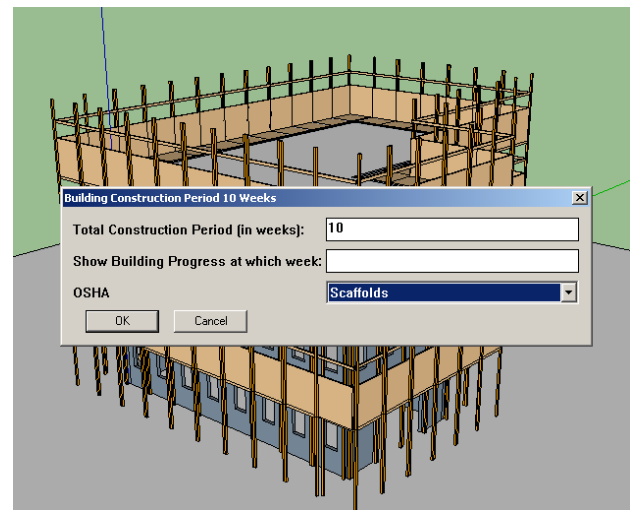 Building Construction Period 10 Weeks
Total Construction Period (in weeks): 10
Show Building Progress at which week:
OSHA Scaffolds
OK Cancel